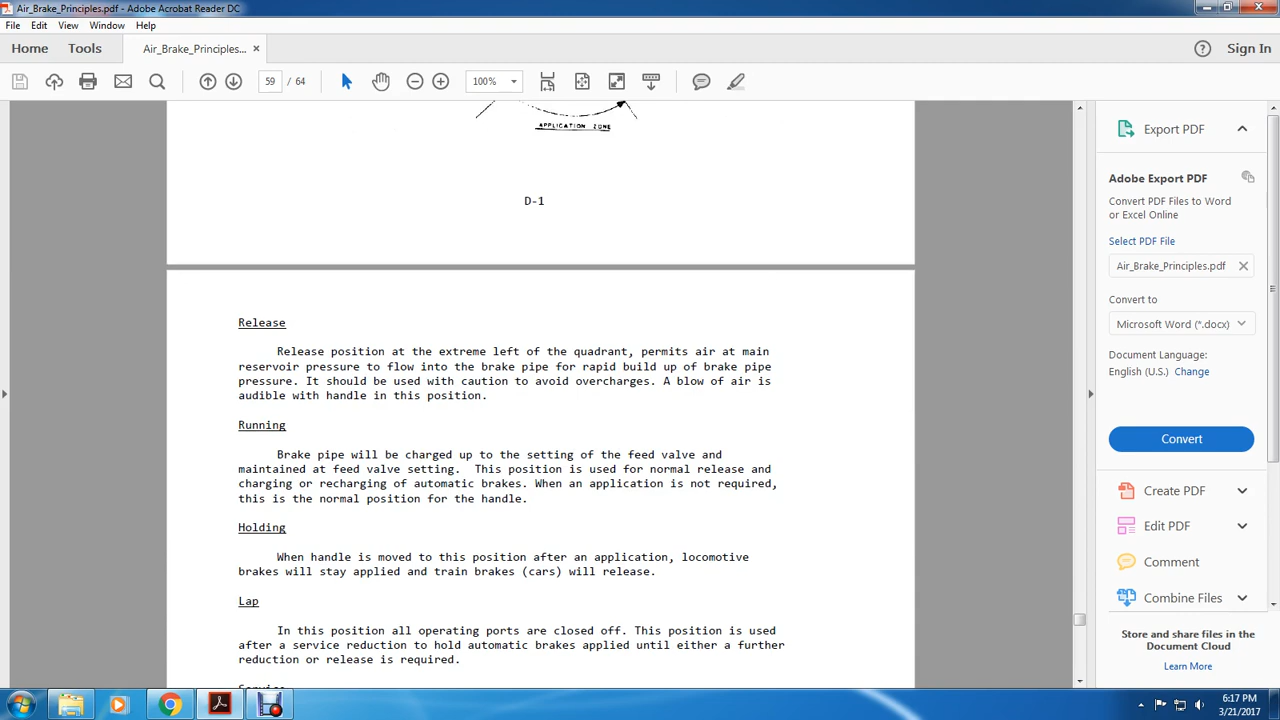 Air_Brake_Principles.pdf - Adobe Acrobat Reader DC
File Edit View Window Help
Home Tools Air_Brake_Principles... × Sign In
59 / 64 100%
APPLICATION ZONE
D-1
Release
Release position at the extreme left of the quadrant, permits air at main
reservoir pressure to flow into the brake pipe for rapid build up of brake pipe
pressure. It should be used with caution to avoid overcharges. A blow of air is
audible with handle in this position.
Running
Brake pipe will be charged up to the setting of the feed valve and
maintained at feed valve setting. This position is used for normal release and
charging or recharging of automatic brakes. When an application is not required,
this is the normal position for the handle.
Holding
When handle is moved to this position after an application, locomotive
brakes will stay applied and train brakes (cars) will release.
Lap
In this position all operating ports are closed off. This position is used
after a service reduction to hold automatic brakes applied until either a further
reduction or release is required.
Service
Export PDF
Adobe Export PDF
Convert PDF Files to Word
or Excel Online
Select PDF File
Air_Brake_Principles.pdf
Convert to
Microsoft Word (*.docx)
Document Language:
English (U.S.) Change
Convert
Create PDF
Edit PDF
Comment
Combine Files
Store and share files in the
Document Cloud
Learn More
6:17 PM
3/21/2017